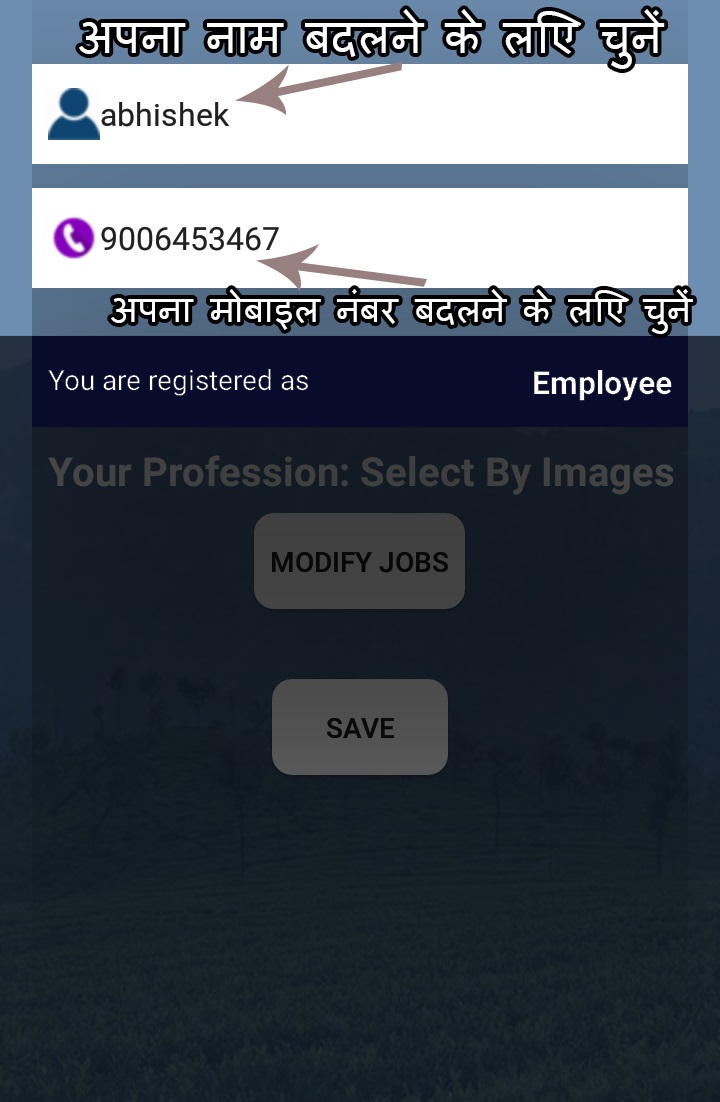 अपना नाम बदलने के लिए चुनें
abhishek
9006453467
अपना मोबाइल नंबर बदलने के लिए चुनें
You are registered as Employee
Your Profession: Select By Images
MODIFY JOBS
SAVE